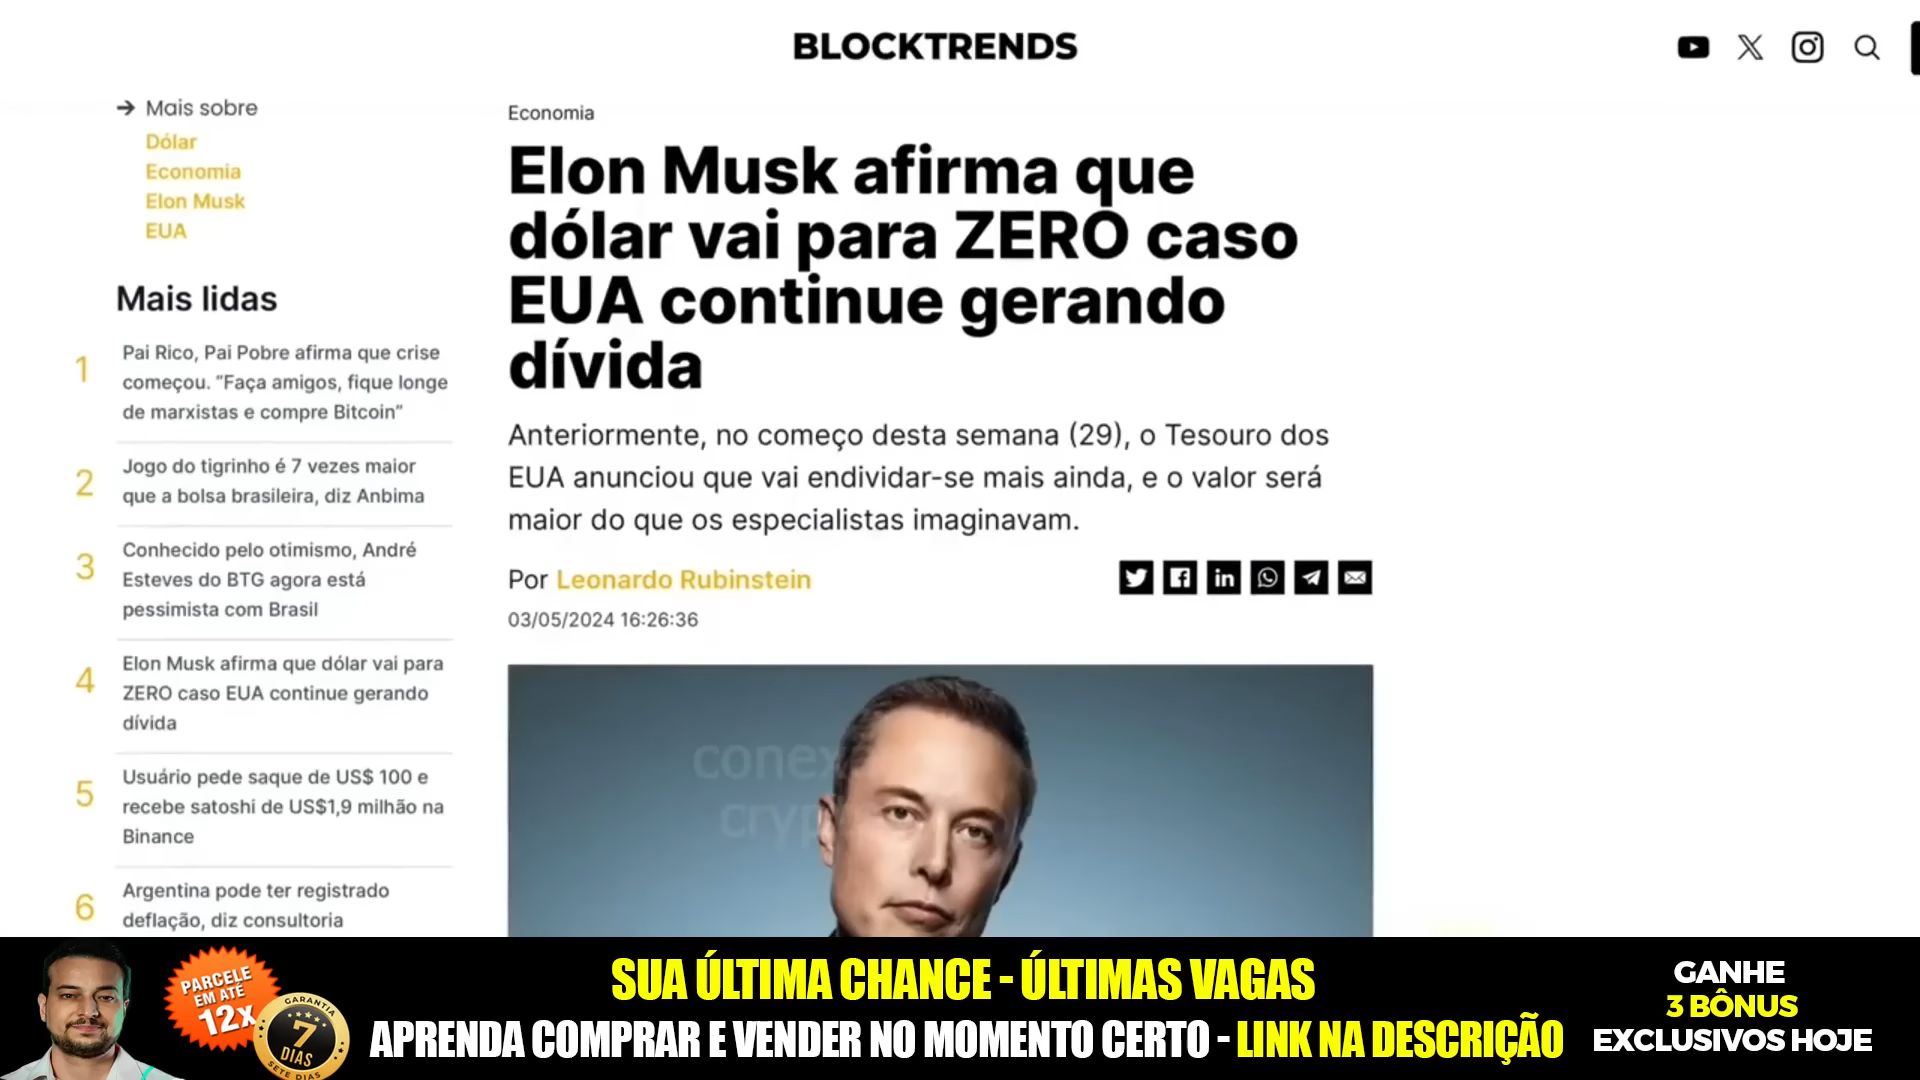 BLOCKTRENDS
→ Mais sobre
Dólar
Economia
Elon Musk
EUA
Mais lidas
1
Pai Rico, Pai Pobre afirma que crise
começou. “Faça amigos, fique longe
de marxistas e compre Bitcoin”
2
Jogo do tigrinho é 7 vezes maior
que a bolsa brasileira, diz Anbima
3
Conhecido pelo otimismo, André
Esteves do BTG agora está
pessimista com Brasil
4
Elon Musk afirma que dólar vai para
ZERO caso EUA continue gerando
dívida
5
Usuário pede saque de US$ 100 e
recebe satoshi de US$1,9 milhão na
Binance
6
Argentina pode ter registrado
deflação, diz consultoria
Economia
Elon Musk afirma que
dólar vai para ZERO caso
EUA continue gerando
dívida
Anteriormente, no começo desta semana (29), o Tesouro dos
EUA anunciou que vai endividar-se mais ainda, e o valor será
maior do que os especialistas imaginavam.
Por Leonardo Rubinstein
03/05/2024 16:26:36
PARCELE
EM ATÉ
12x
GARANTIA
7
DIAS
SETE DIAS
SUA ÚLTIMA CHANCE - ÚLTIMAS VAGAS
APRENDA COMPRAR E VENDER NO MOMENTO CERTO - LINK NA DESCRIÇÃO
GANHE
3 BÔNUS
EXCLUSIVOS HOJE